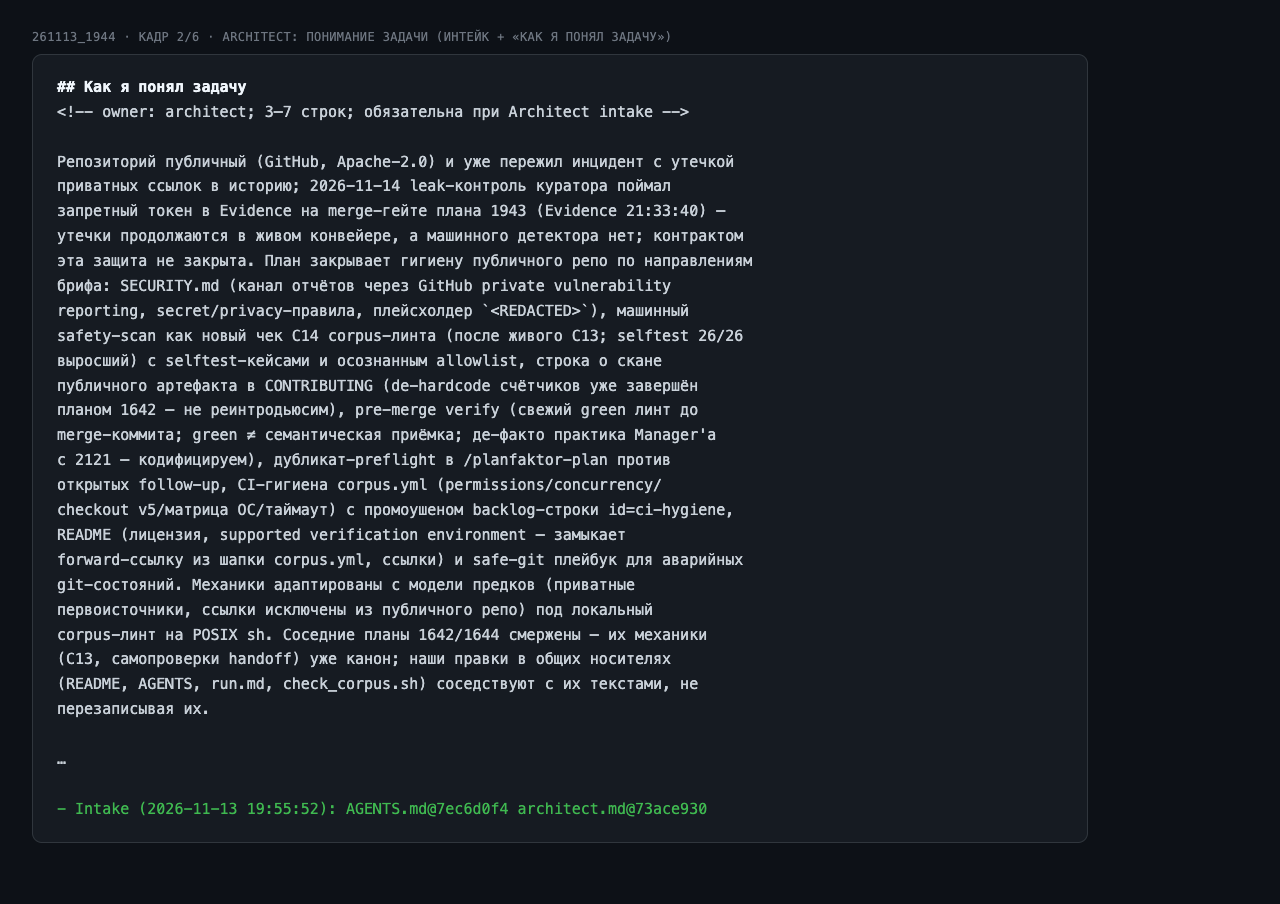 261113_1944 · КАДР 2/6 · ARCHITECT: ПОНИМАНИЕ ЗАДАЧИ (ИНТЕЙК + «КАК Я ПОНЯЛ ЗАДАЧУ»)
## Как я понял задачу
<!-- owner: architect; 3–7 строк; обязательна при Architect intake -->
Репозиторий публичный (GitHub, Apache-2.0) и уже пережил инцидент с утечкой
приватных ссылок в историю; 2026-11-14 leak-контроль куратора поймал
запретный токен в Evidence на merge-гейте плана 1943 (Evidence 21:33:40) —
утечки продолжаются в живом конвейере, а машинного детектора нет; контрактом
эта защита не закрыта. План закрывает гигиену публичного репо по направлениям
брифа: SECURITY.md (канал отчётов через GitHub private vulnerability
reporting, secret/privacy-правила, плейсхолдер `<REDACTED>`), машинный
safety-scan как новый чек C14 corpus-линта (после живого C13; selftest 26/26
выросший) с selftest-кейсами и осознанным allowlist, строка о скане
публичного артефакта в CONTRIBUTING (de-hardcode счётчиков уже завершён
планом 1642 — не реинтродьюсим), pre-merge verify (свежий green линт до
merge-коммита; green ≠ семантическая приёмка; де-факто практика Manager'а
с 2121 — кодифицируем), дубликат-preflight в /planfaktor-plan против
открытых follow-up, CI-гигиена corpus.yml (permissions/concurrency/
checkout v5/матрица ОС/таймаут) с промоушеном backlog-строки id=ci-hygiene,
README (лицензия, supported verification environment — замыкает
forward-ссылку из шапки corpus.yml, ссылки) и safe-git плейбук для аварийных
git-состояний. Механики адаптированы с модели предков (приватные
первоисточники, ссылки исключены из публичного репо) под локальный
corpus-линт на POSIX sh. Соседние планы 1642/1644 смержены — их механики
(C13, самопроверки handoff) уже канон; наши правки в общих носителях
(README, AGENTS, run.md, check_corpus.sh) соседствуют с их текстами, не
перезаписывая их.
…
- Intake (2026-11-13 19:55:52): AGENTS.md@7ec6d0f4 architect.md@73ace930